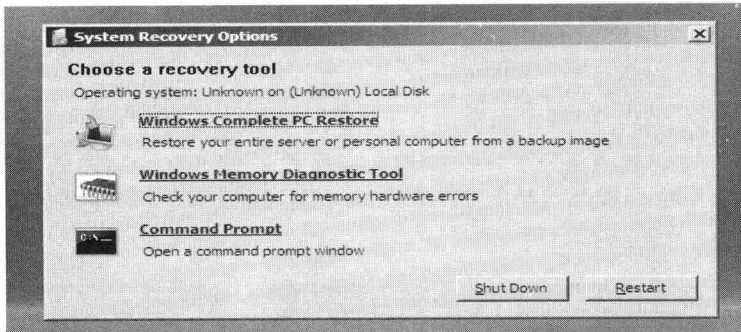 System Recovery Options
Choose a recovery tool
Operating system: Unknown on (Unknown) Local Disk
Windows Complete PC Restore
Restore your entire server or personal computer from a backup image
Windows Memory Diagnostic Tool
Check your computer for memory hardware errors
Command Prompt
Open a command prompt window
Shut Down Restart